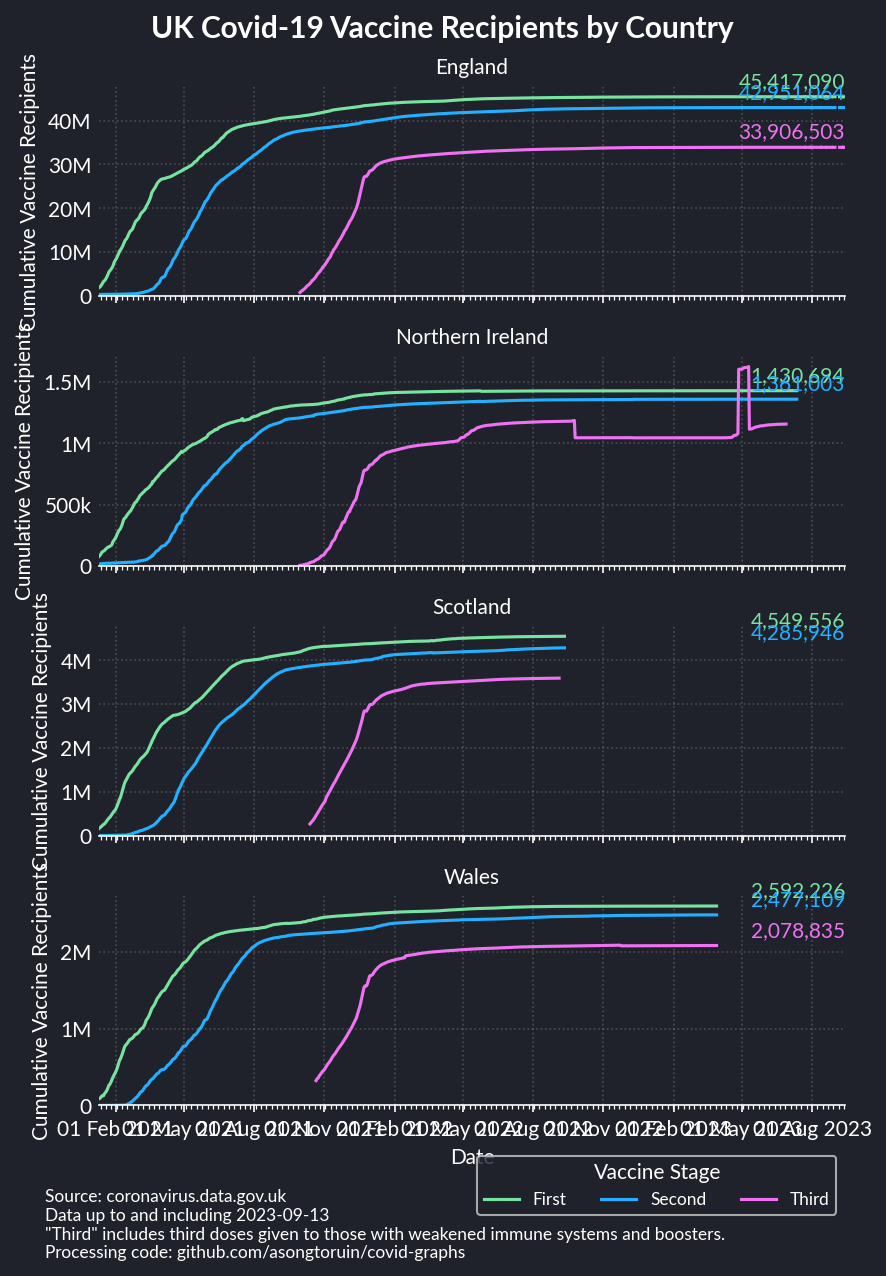 UK Covid-19 Vaccine Recipients by Country
England
Cumulative Vaccine Recipients
40M
30M
20M
10M
0
45,417,090
42,951,064
33,906,503
Northern Ireland
Cumulative Vaccine Recipients
1.5M
1M
500k
0
1,430,694
1,361,003
Scotland
Cumulative Vaccine Recipients
4M
3M
2M
1M
0
4,549,556
4,285,946
Wales
Cumulative Vaccine Recipients
2M
1M
0
2,592,226
2,477,109
2,078,835
01 Feb 2021
01 May 2021
01 Aug 2021
01 Nov 2021
01 Feb 2022
01 May 2022
01 Aug 2022
01 Nov 2022
01 Feb 2023
01 May 2023
01 Aug 2023
Date
Vaccine Stage
First
Second
Third
Source: coronavirus.data.gov.uk
Data up to and including 2023-09-13
"Third" includes third doses given to those with weakened immune systems and boosters.
Processing code: github.com/asongtoruin/covid-graphs